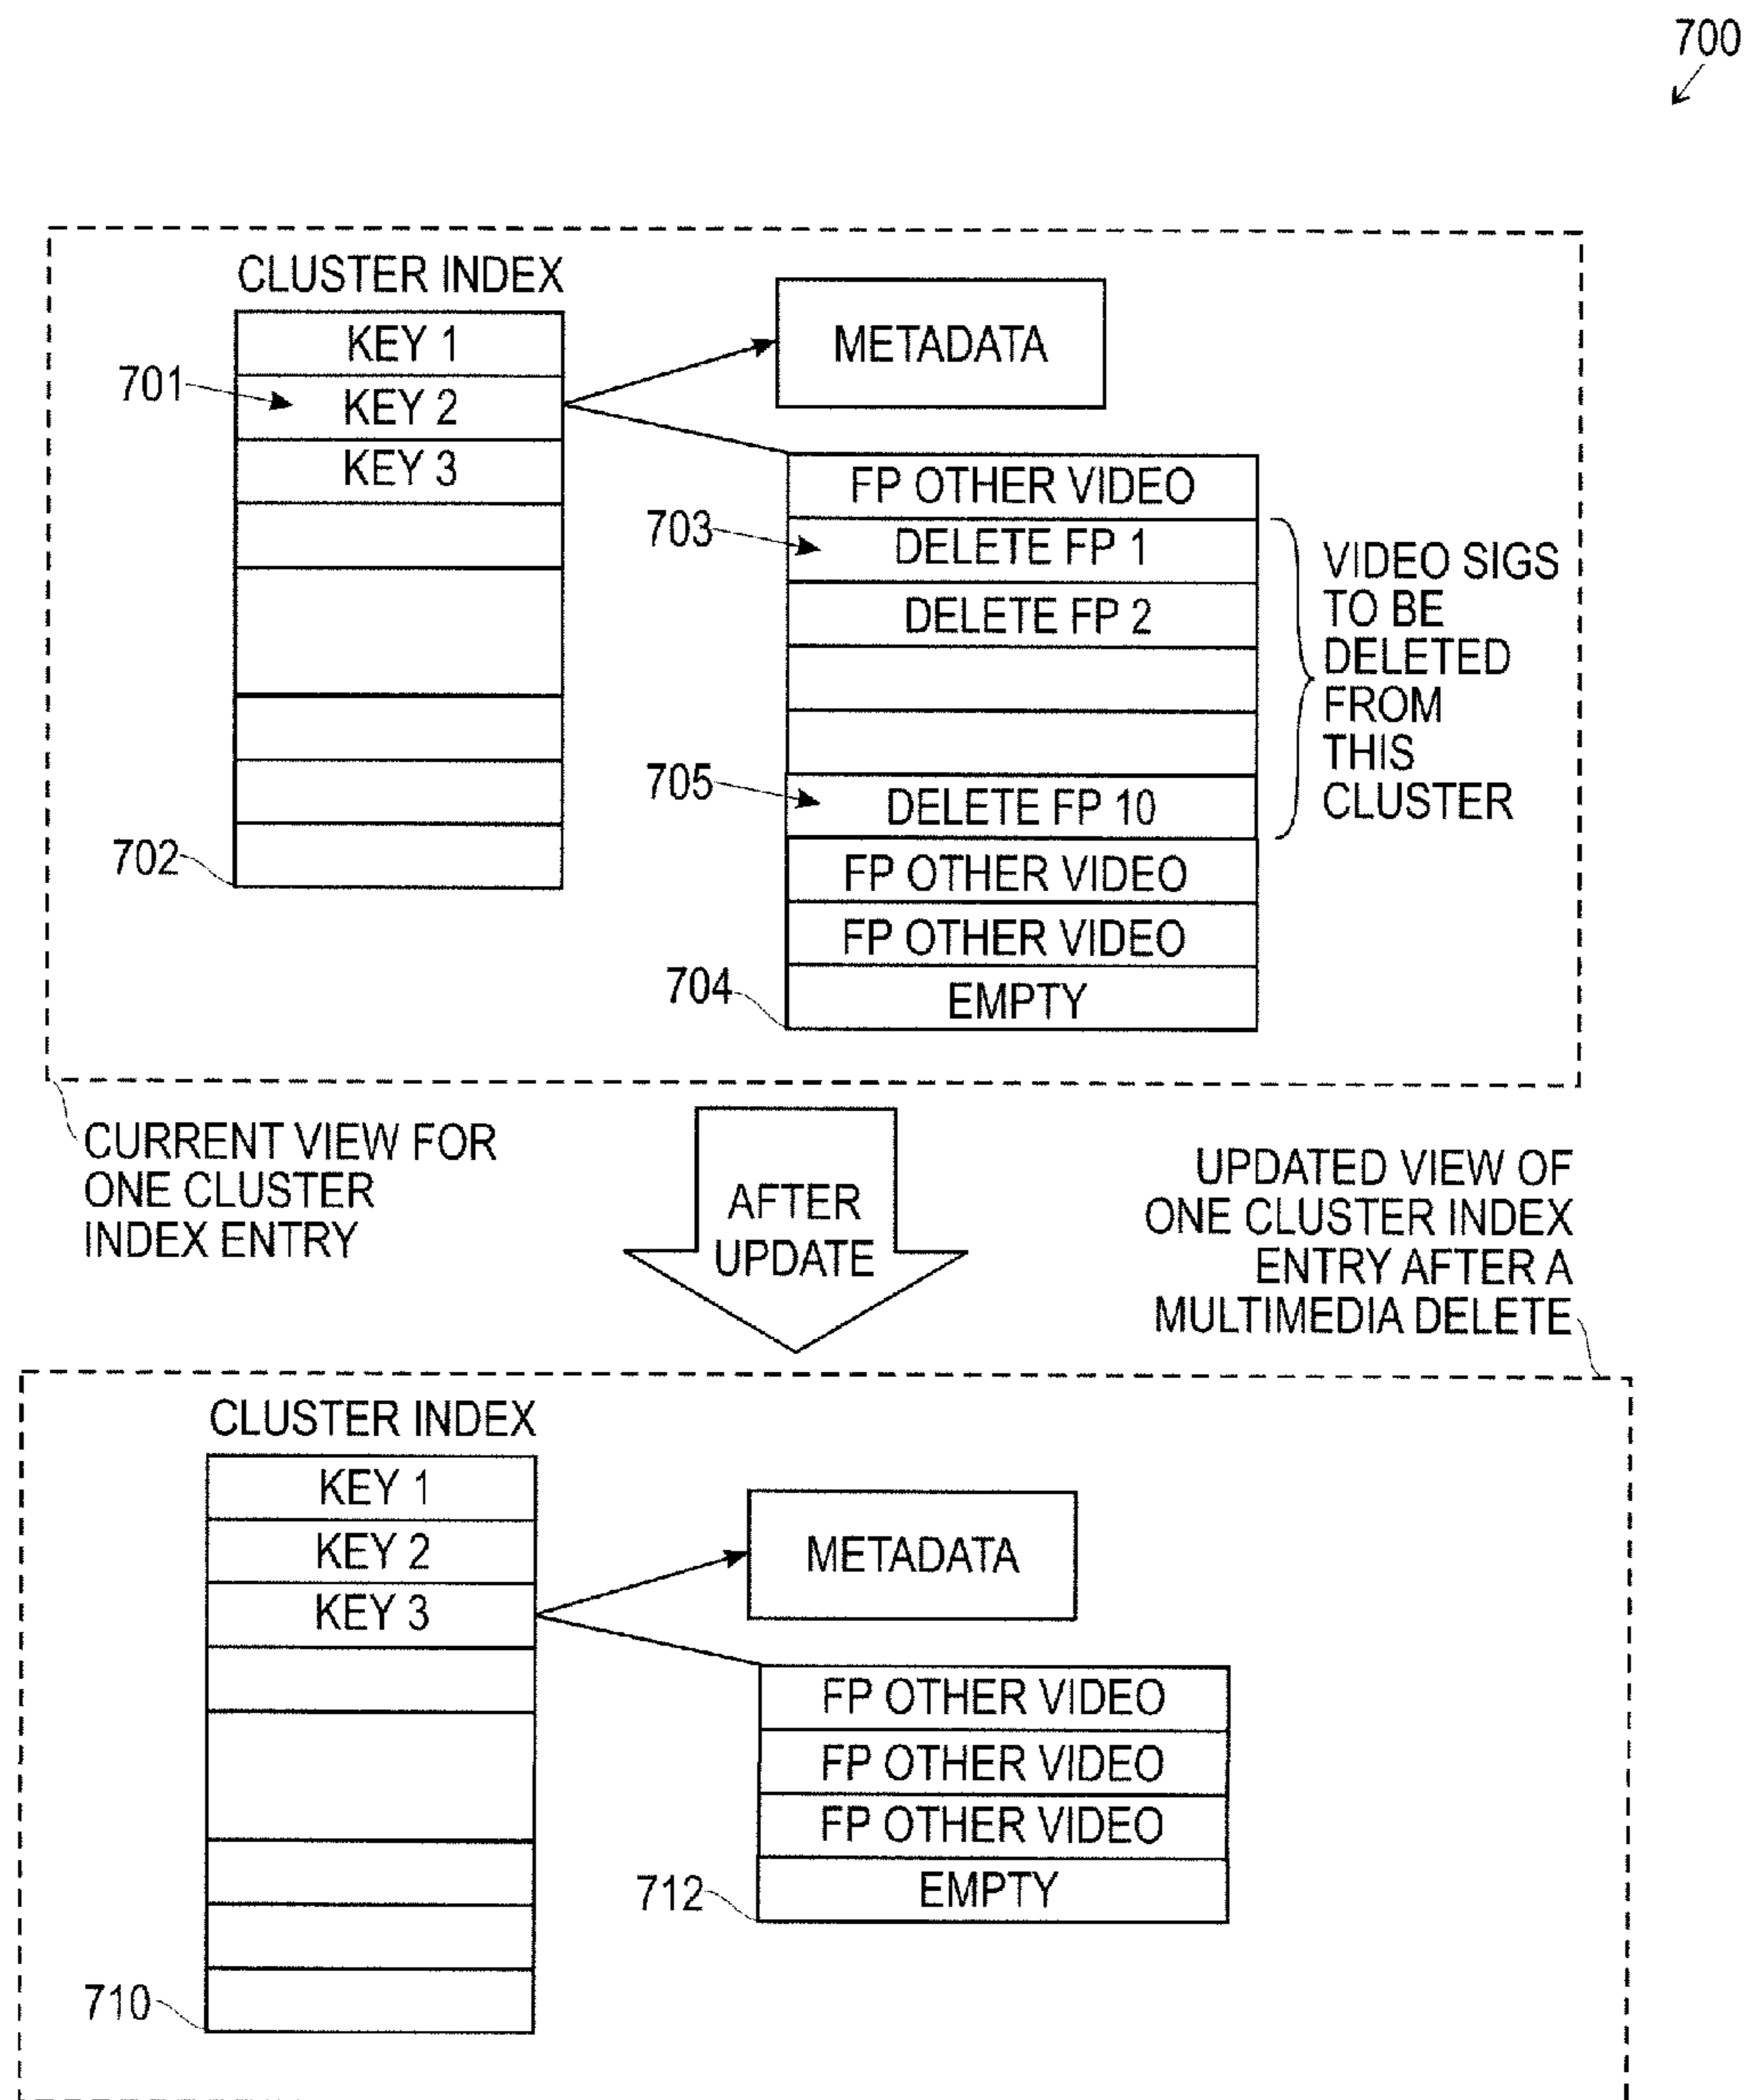 700
CLUSTER INDEX
KEY 1
METADATA
701
KEY 2
KEY 3
FP OTHER VIDEO
703
DELETE FP 1
DELETE FP 2
VIDEO SIGS
TO BE
DELETED
FROM
THIS
CLUSTER
705
DELETE FP 10
702
FP OTHER VIDEO
FP OTHER VIDEO
704
EMPTY
CURRENT VIEW FOR
ONE CLUSTER
INDEX ENTRY
AFTER
UPDATE
UPDATED VIEW OF
ONE CLUSTER INDEX
ENTRY AFTER A
MULTIMEDIA DELETE
CLUSTER INDEX
KEY 1
KEY 2
METADATA
KEY 3
FP OTHER VIDEO
FP OTHER VIDEO
FP OTHER VIDEO
712
EMPTY
710